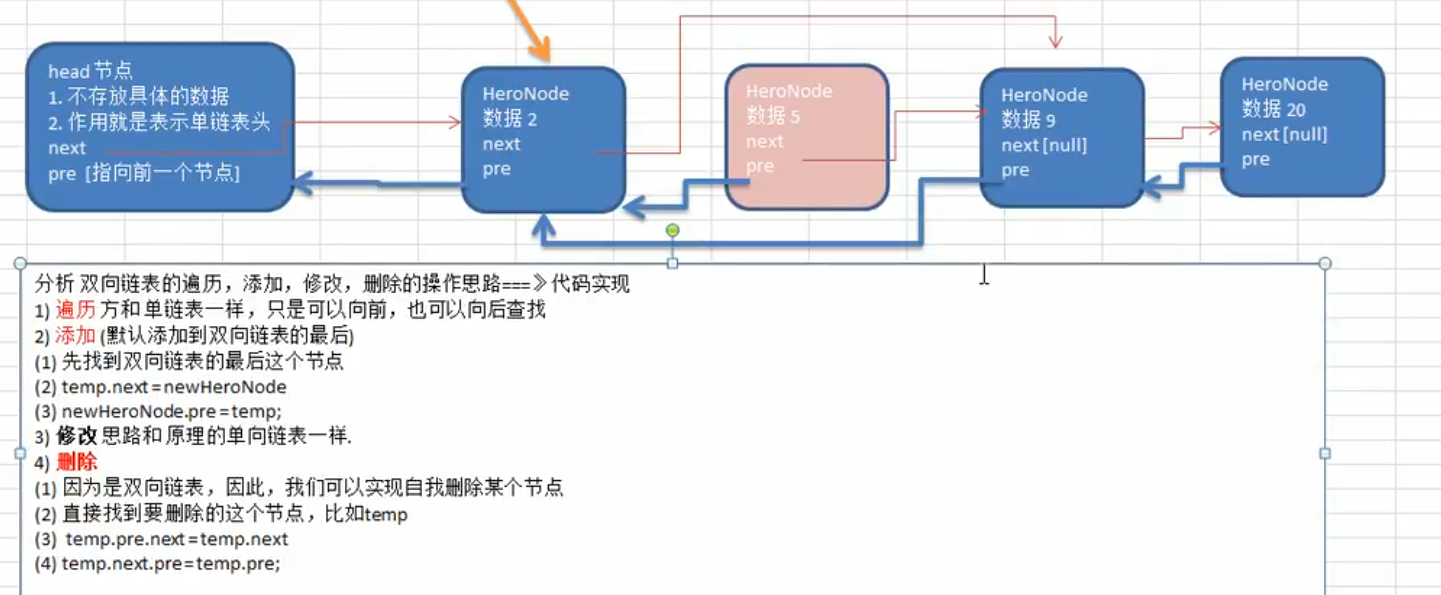 head 节点
1. 不存放具体的数据
2. 作用就是表示单链表头
next
pre [指向前一个节点]
HeroNode
数据 2
next
pre
HeroNode
数据 5
next
pre
HeroNode
数据 9
next [null]
pre
HeroNode
数据 20
next [null]
pre
分析 双向链表的遍历，添加，修改，删除的操作思路===》代码实现
1) 遍历 方和 单链表一样，只是可以向前，也可以向后查找
2) 添加 (默认添加到双向链表的最后)
(1) 先找到双向链表的最后这个节点
(2) temp.next = newHeroNode
(3) newHeroNode.pre = temp;
3) 修改 思路和 原理的单向链表一样.
4) 删除
(1) 因为是双向链表，因此，我们可以实现自我删除某个节点
(2) 直接找到要删除的这个节点，比如temp
(3) temp.pre.next = temp.next
(4) temp.next.pre = temp.pre;